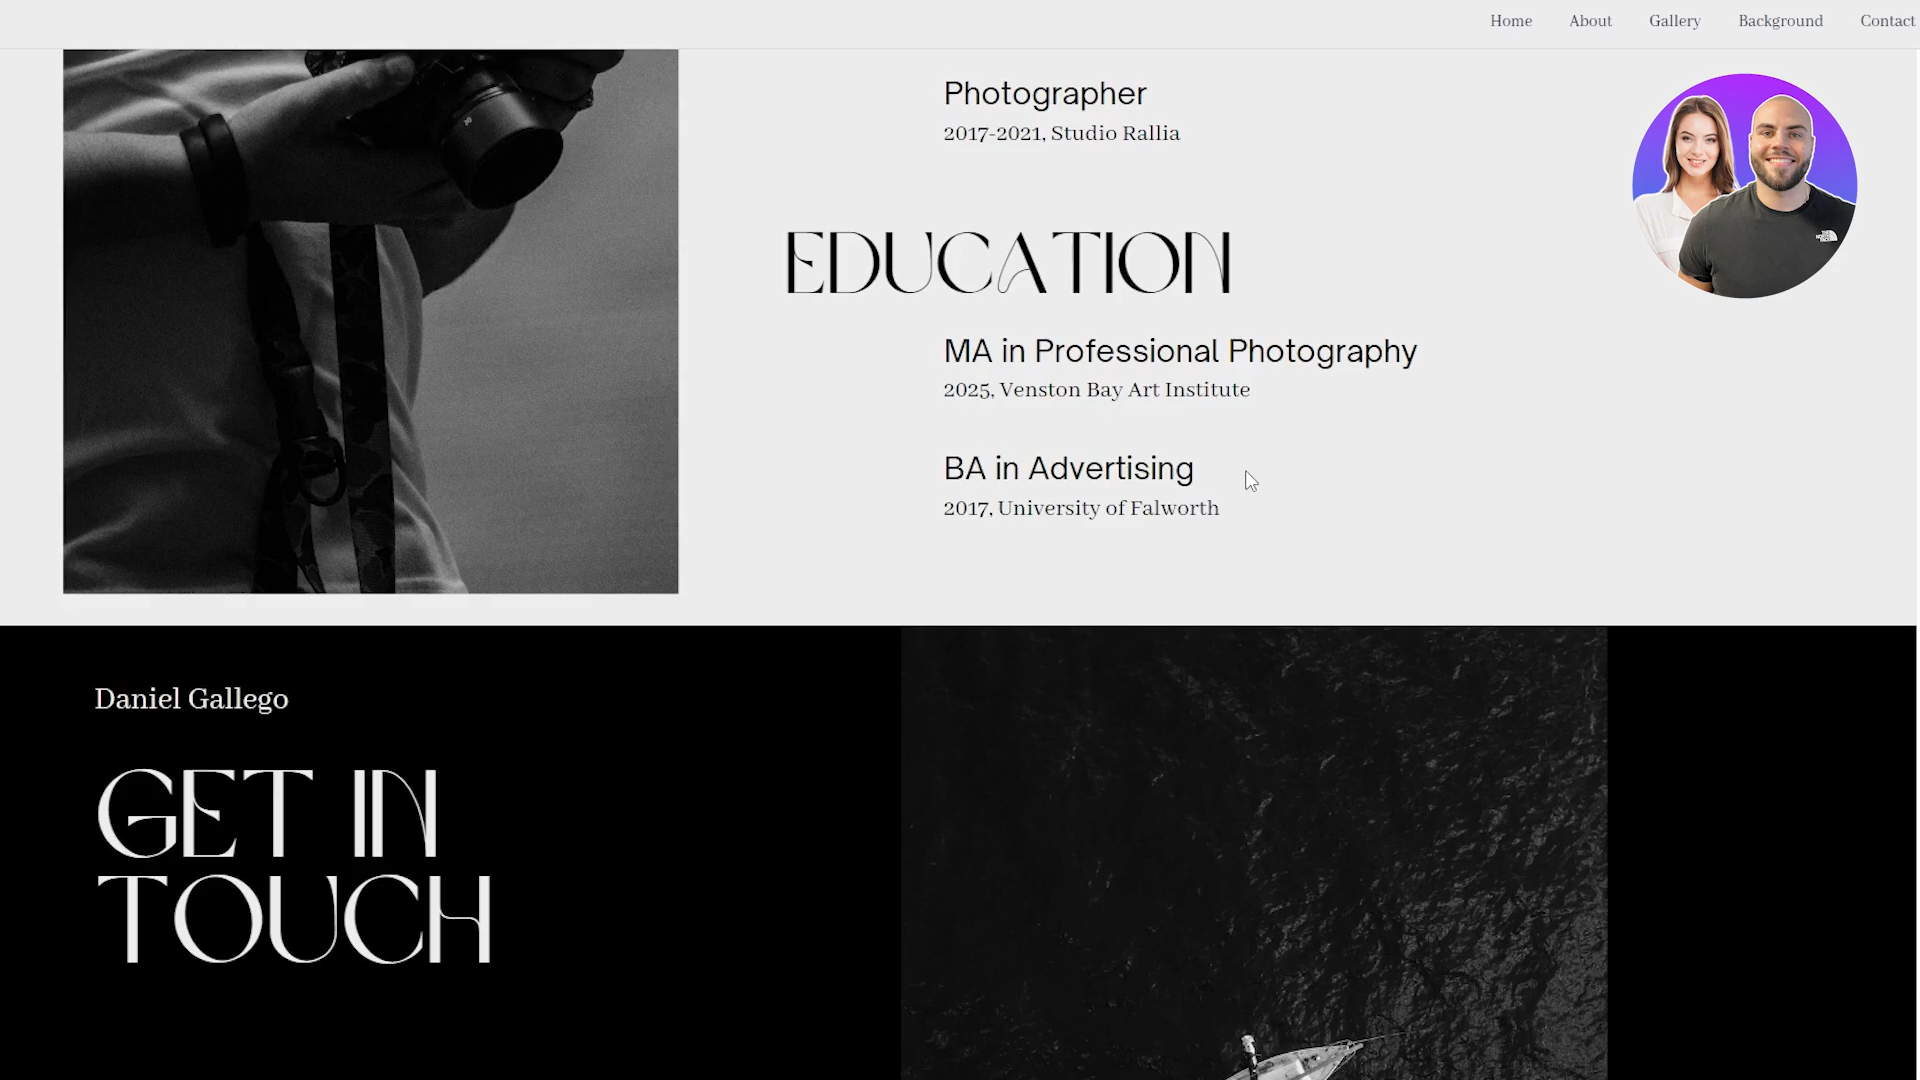 Home About Gallery Background Contact
Photographer
2017-2021, Studio Rallia
EDUCATION
MA in Professional Photography
2025, Venston Bay Art Institute
BA in Advertising
2017, University of Falworth
Daniel Gallego
GET IN
TOUCH